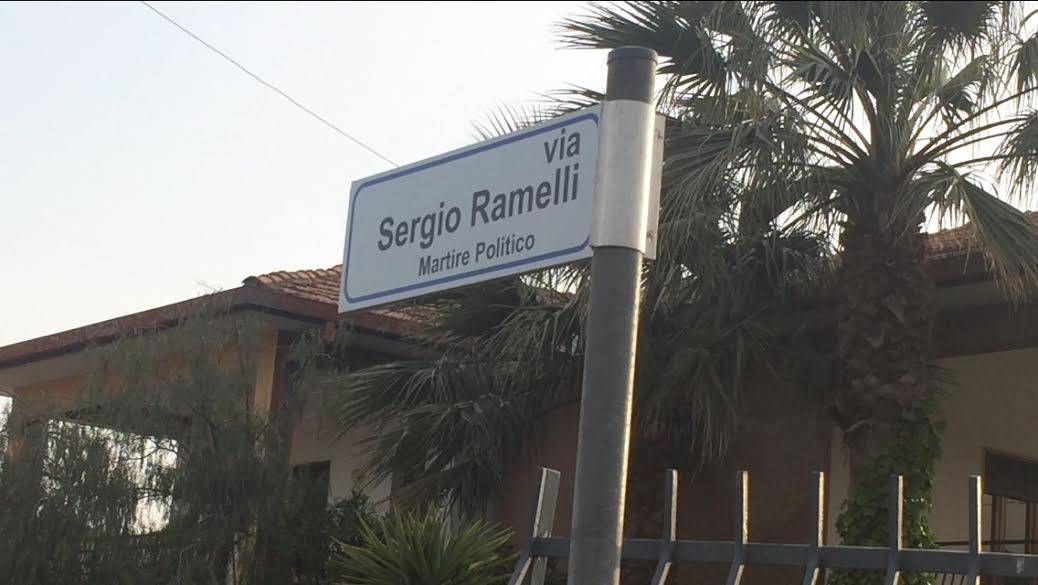 via
Sergio Ramelli
Martire Politico